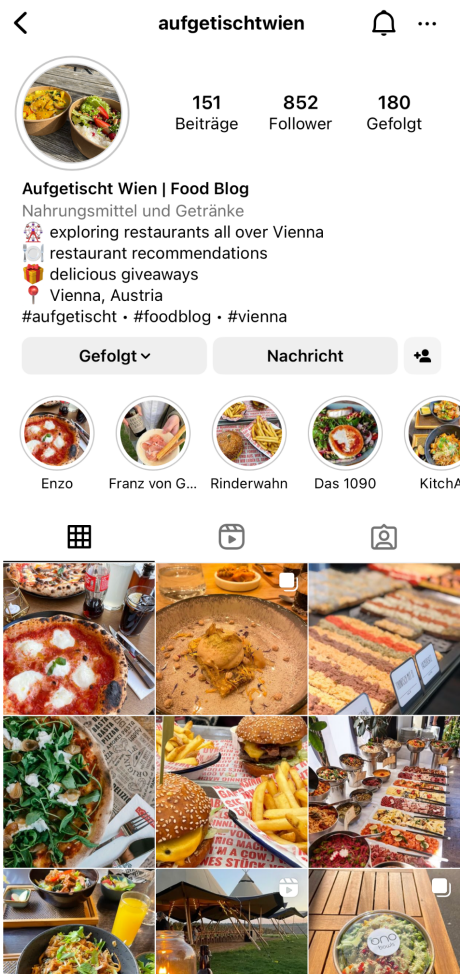 aufgetischtwien
151 852 180
Beiträge Follower Gefolgt
Aufgetischt Wien | Food Blog
Nahrungsmittel und Getränke
exploring restaurants all over Vienna
restaurant recommendations
delicious giveaways
Vienna, Austria
#aufgetischt • #foodblog • #vienna
Gefolgt Nachricht
Enzo Franz von G... Rinderwahn Das 1090 KitchA